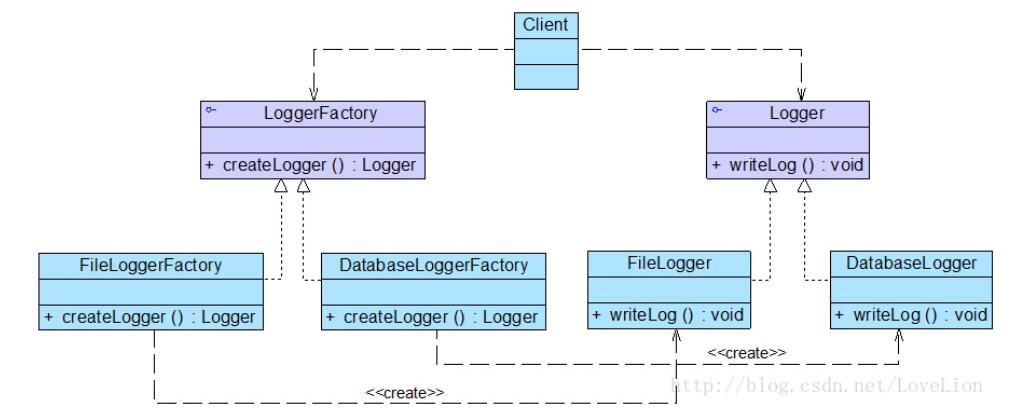 Client
LoggerFactory
+ createLogger () : Logger
Logger
+ writeLog () : void
FileLoggerFactory
+ createLogger () : Logger
DatabaseLoggerFactory
+ createLogger () : Logger
FileLogger
+ writeLog () : void
DatabaseLogger
+ writeLog () : void
<<create>>
<<create>>
http://blog.csdn.net/LoveLion